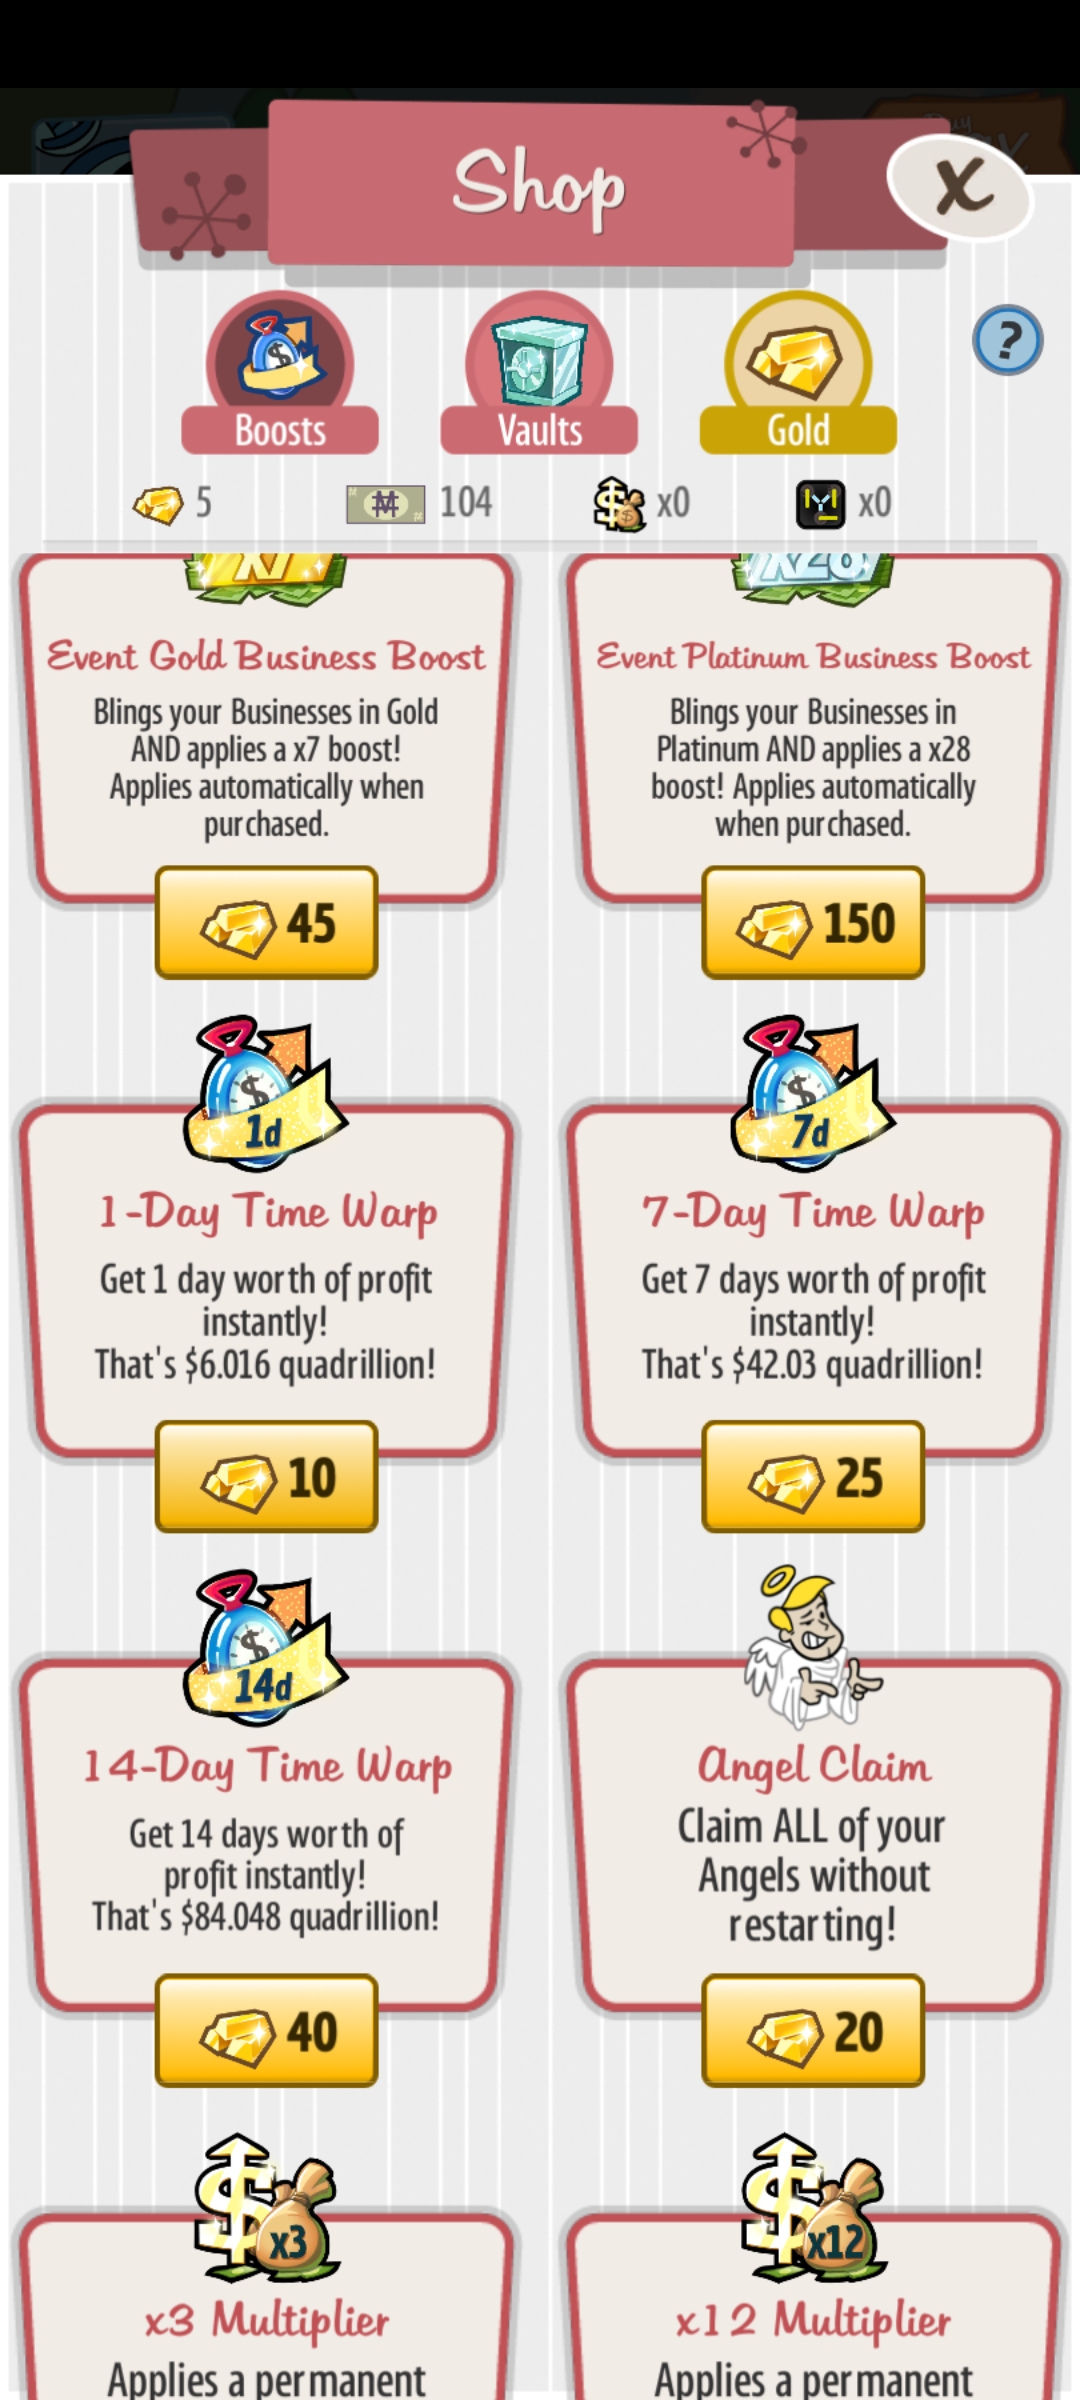 Shop
X
?
Boosts
Vaults
Gold
5
104
x0
x0
x7
x28
Event Gold Business Boost
Blings your Businesses in Gold
AND applies a x7 boost!
Applies automatically when
purchased.
45
Event Platinum Business Boost
Blings your Businesses in
Platinum AND applies a x28
boost! Applies automatically
when purchased.
150
1d
1-Day Time Warp
Get 1 day worth of profit
instantly!
That's $6.016 quadrillion!
10
7d
7-Day Time Warp
Get 7 days worth of profit
instantly!
That's $42.03 quadrillion!
25
14d
14-Day Time Warp
Get 14 days worth of
profit instantly!
That's $84.048 quadrillion!
40
Angel Claim
Claim ALL of your
Angels without
restarting!
20
x3
x3 Multiplier
Applies a permanent
x12
x12 Multiplier
Applies a permanent